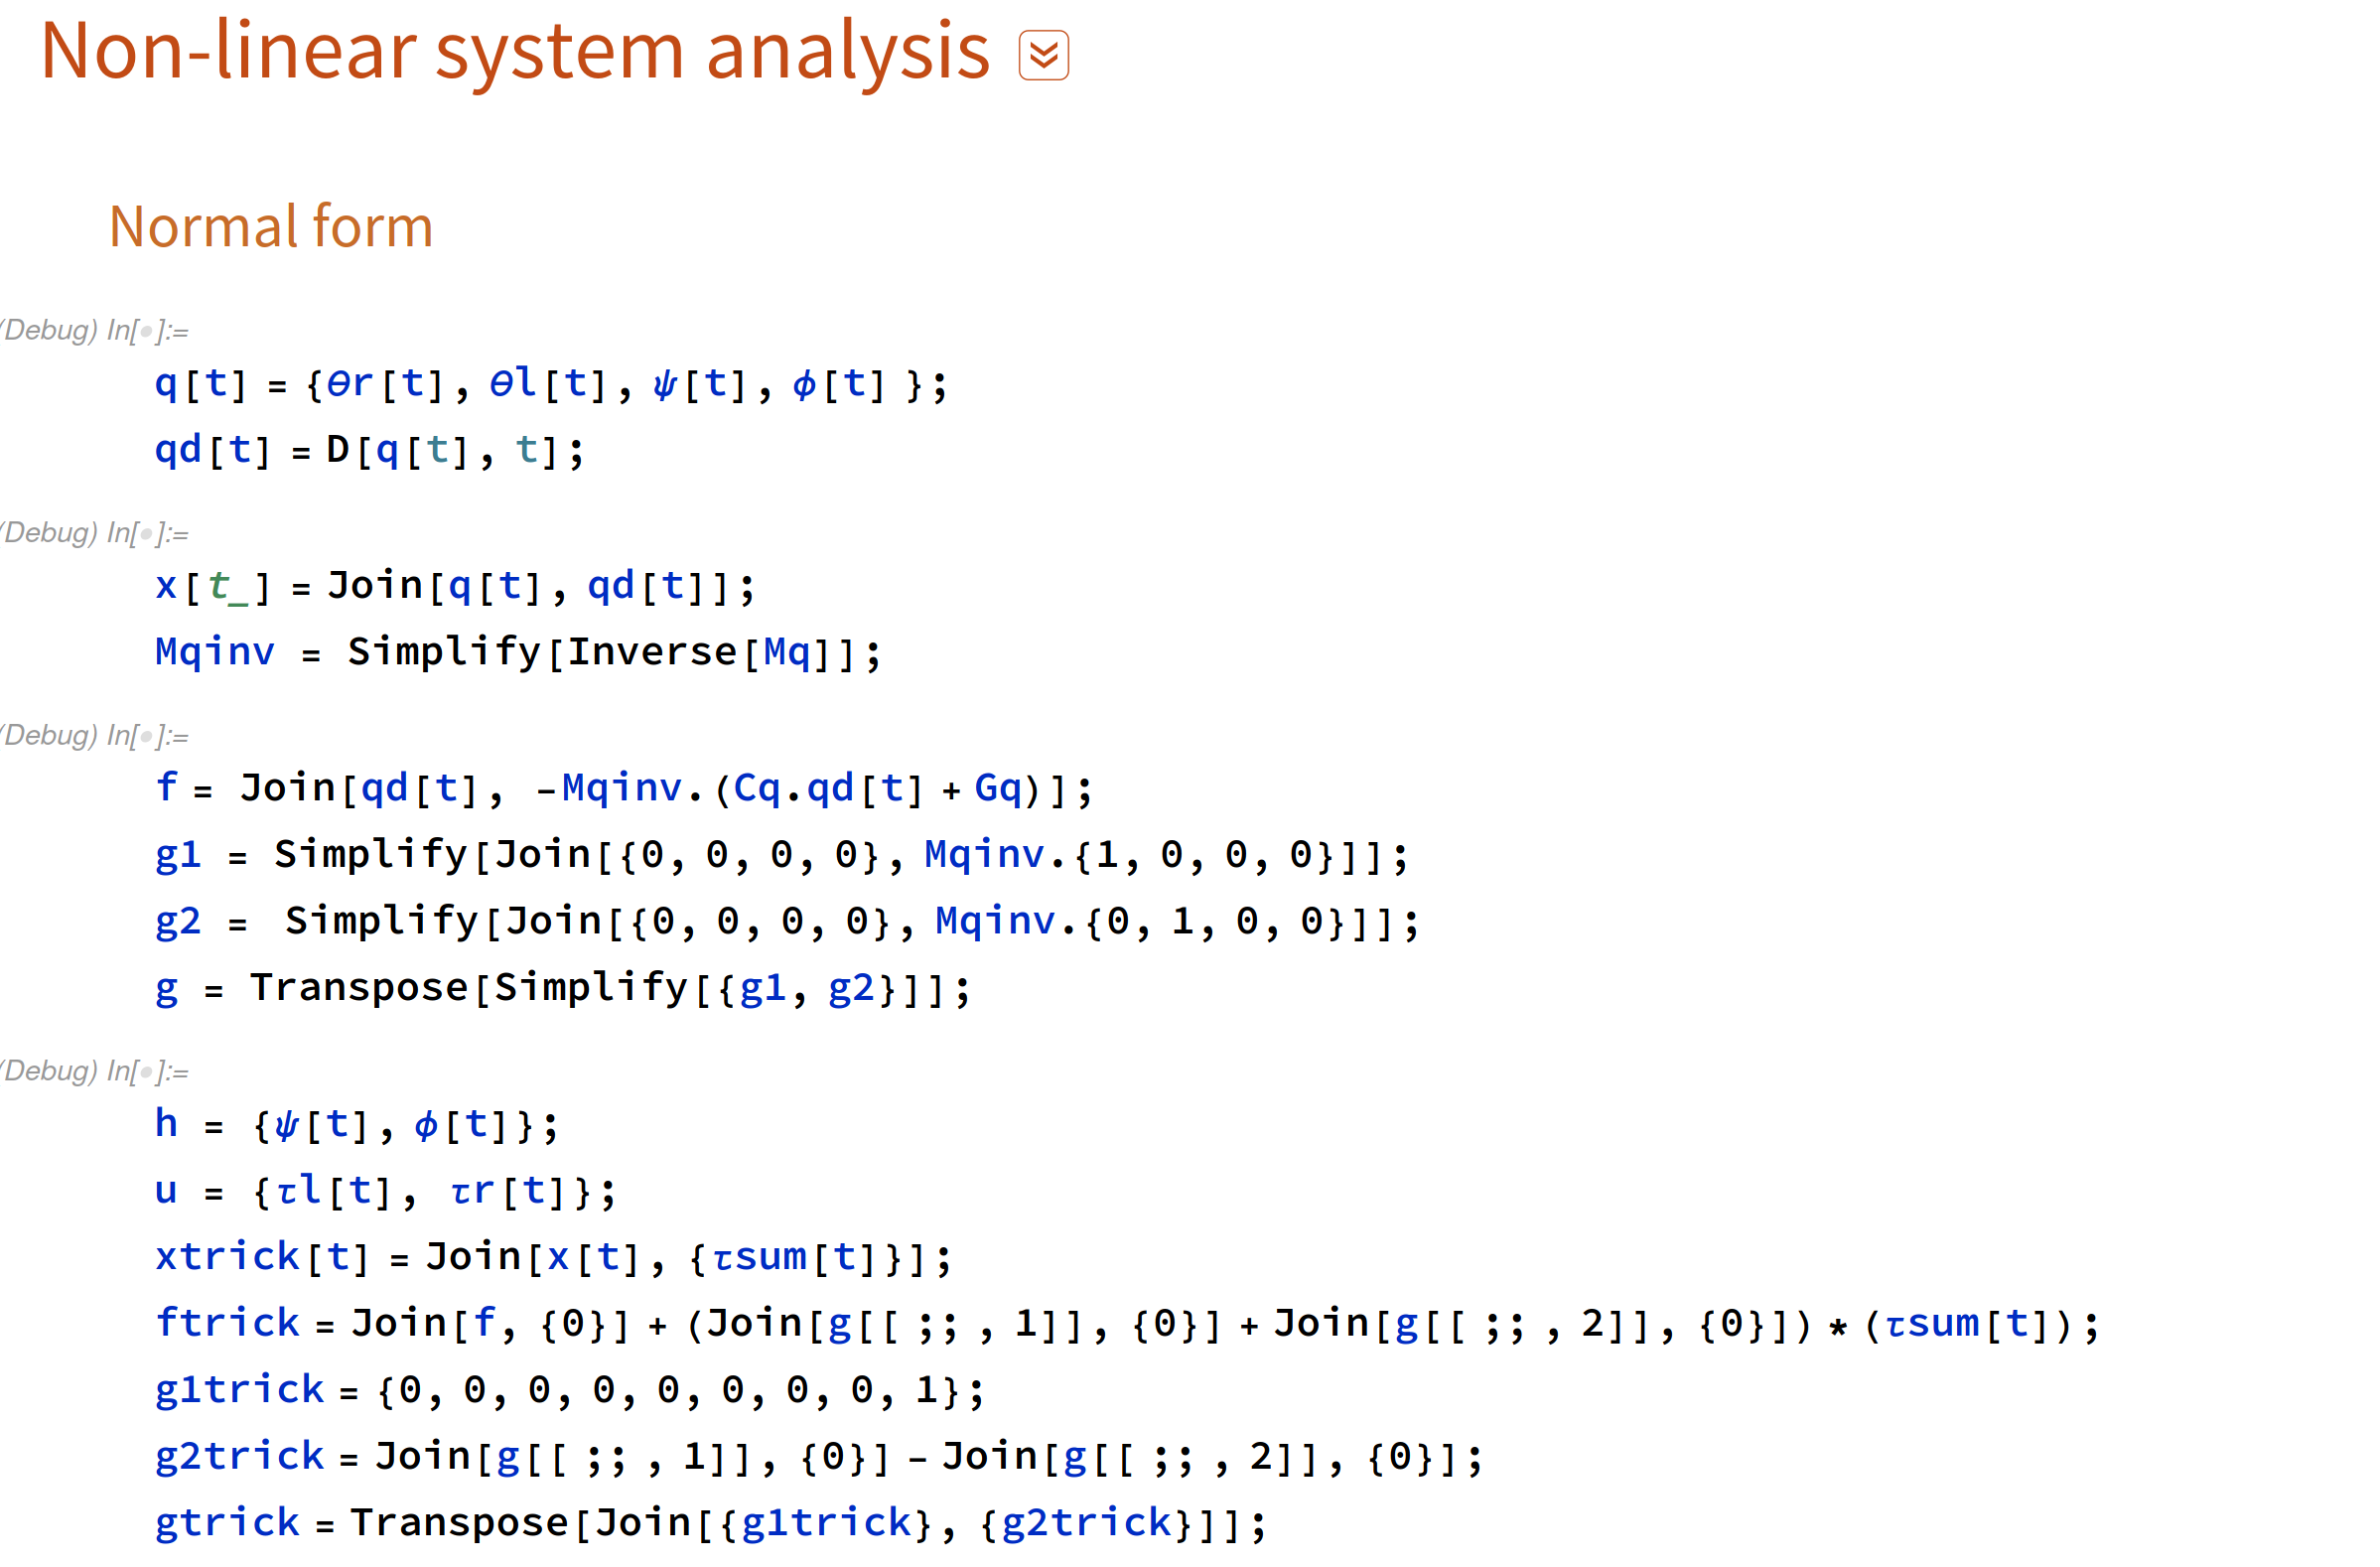 Non-linear system analysis
Normal form
(Debug) In[●]:=
q[t] = {θr[t], θl[t], ψ[t], ϕ[t] };
qd[t] = D[q[t], t];
(Debug) In[●]:=
x[t_] = Join[q[t], qd[t]];
Mqinv = Simplify[Inverse[Mq]];
(Debug) In[●]:=
f = Join[qd[t], -Mqinv.(Cq.qd[t] + Gq)];
g1 = Simplify[Join[{0, 0, 0, 0}, Mqinv.{1, 0, 0, 0}]];
g2 = Simplify[Join[{0, 0, 0, 0}, Mqinv.{0, 1, 0, 0}]];
g = Transpose[Simplify[{g1, g2}]];
(Debug) In[●]:=
h = {ψ[t], ϕ[t]};
u = {τl[t], τr[t]};
xtrick[t] = Join[x[t], {τsum[t]}];
ftrick = Join[f, {0}] + (Join[g[[ ;; , 1]], {0}] + Join[g[[ ;; , 2]], {0}]) * (τsum[t]);
g1trick = {0, 0, 0, 0, 0, 0, 0, 0, 1};
g2trick = Join[g[[ ;; , 1]], {0}] - Join[g[[ ;; , 2]], {0}];
gtrick = Transpose[Join[{g1trick}, {g2trick}]];